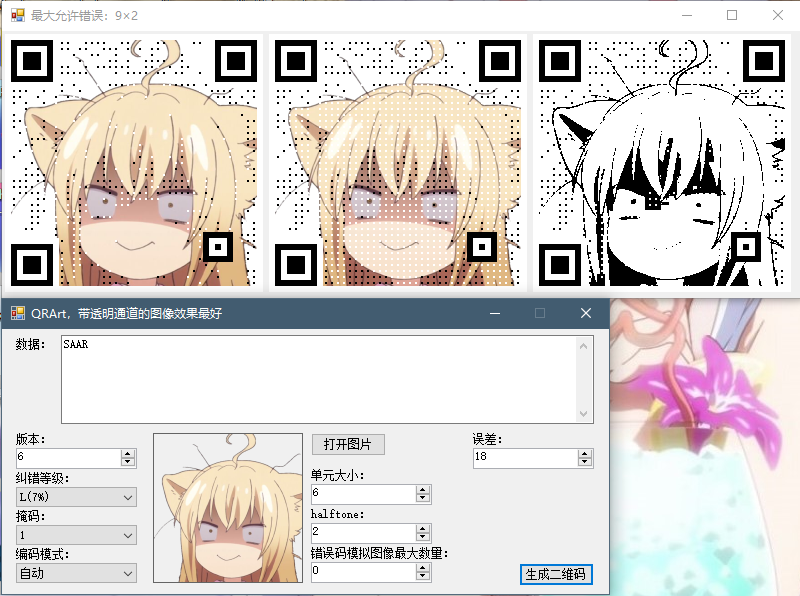 最大允许错误：9×2
QRArt，带透明通道的图像效果最好
数据：
SAAR
版本：
6
纠错等级：
L(7%)
掩码：
1
编码模式：
自动
打开图片
单元大小：
6
halftone：
2
错误码模拟图像最大数量：
0
误差：
18
生成二维码